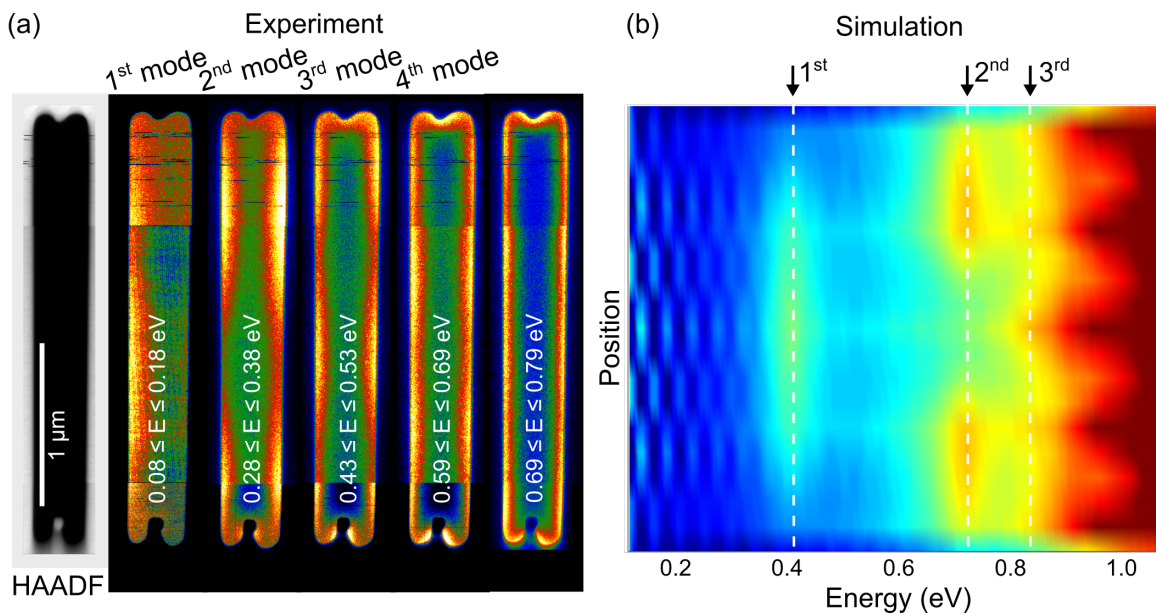 (a)
Experiment
1st mode
2nd mode
3rd mode
4th mode
0.08 ≤ E ≤ 0.18 eV
0.28 ≤ E ≤ 0.38 eV
0.43 ≤ E ≤ 0.53 eV
0.59 ≤ E ≤ 0.69 eV
0.69 ≤ E ≤ 0.79 eV
1 µm
HAADF
(b)
Simulation
1st
2nd
3rd
Position
0.2 0.4 0.6 0.8 1.0
Energy (eV)